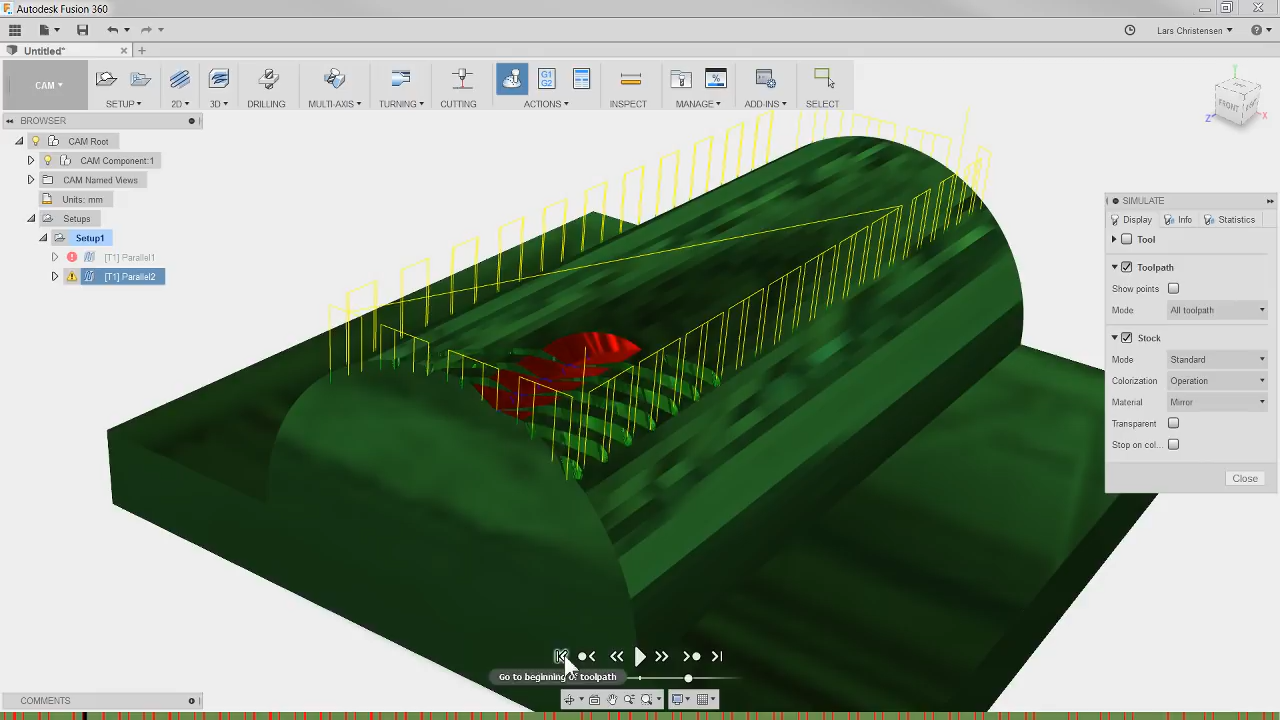 Autodesk Fusion 360
Lars Christensen
Untitled*
CAM
G1
G2
SETUP
2D
3D
DRILLING
MULTI-AXIS
TURNING
CUTTING
ACTIONS
INSPECT
MANAGE
ADD-INS
SELECT
BROWSER
CAM Root
CAM Component:1
CAM Named Views
Units: mm
Setups
Setup1
[T1] Parallel1
[T1] Parallel2
FRONT
Z
X
SIMULATE
Display
Info
Statistics
Tool
Toolpath
Show points
Mode
All toolpath
Stock
Mode
Standard
Colorization
Operation
Material
Mirror
Transparent
Stop on col...
Close
Go to beginning of toolpath
COMMENTS